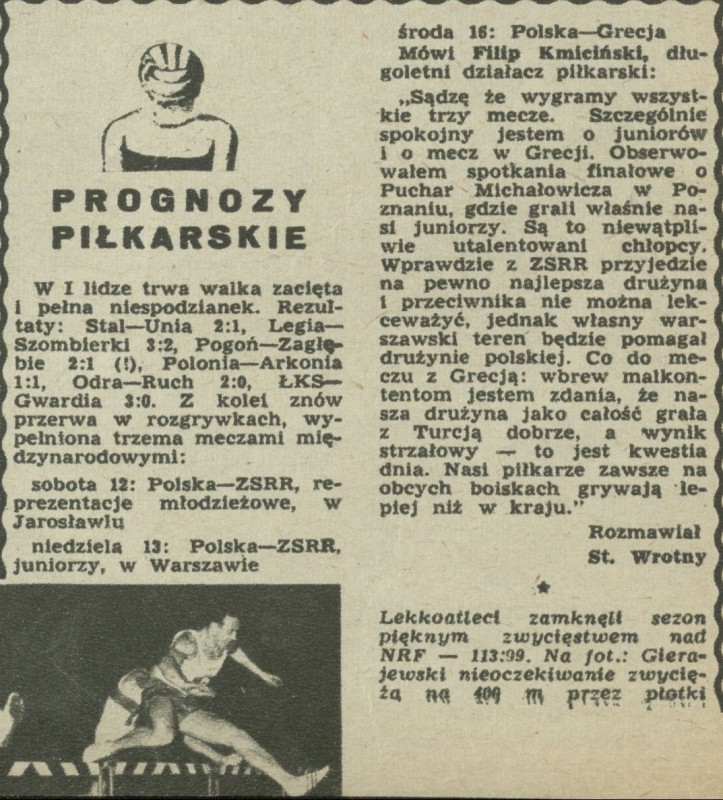 PROGNOZY
PIŁKARSKIE
W I lidze trwa walka zacięta
i pełna niespodzianek. Rezul-
taty: Stal—Unia 2:1, Legia—
Szombierki 3:2, Pogoń—Zagłę-
bie 2:1 (!), Polonia—Arkonia
1:1, Odra—Ruch 2:0, ŁKS—
Gwardia 3:0. Z kolei znów
przerwa w rozgrywkach, wy-
pełniona trzema meczami mię-
dzynarodowymi:
sobota 12: Polska—ZSRR, re-
prezentacje młodzieżowe, w
Jarosławiu
niedziela 13: Polska—ZSRR,
juniorzy, w Warszawie
środa 16: Polska—Grecja
Mówi Filip Kmiciński, dłu-
goletni działacz piłkarski:
„Sądzę że wygramy wszyst-
kie trzy mecze. Szczególnie
spokojny jestem o juniorów
i o mecz w Grecji. Obserwo-
wałem spotkania finałowe o
Puchar Michałowicza w Po-
znaniu, gdzie grali właśnie na-
si juniorzy. Są to niewątpli-
wie utalentowani chłopcy.
Wprawdzie z ZSRR przyjedzie
na pewno najlepsza drużyna
i przeciwnika nie można lek-
ceważyć, jednak własny war-
szawski teren będzie pomagał
drużynie polskiej. Co do me-
czu z Grecją: wbrew malkon-
tentom jestem zdania, że na-
sza drużyna jako całość grała
z Turcją dobrze, a wynik
strzałowy — to jest kwestia
dnia. Nasi piłkarze zawsze na
obcych boiskach grywają le-
piej niż w kraju."
Rozmawiał
St. Wrotny
Lekkoatleci zamknęli sezon
pięknym zwycięstwem nad
NRF — 113:99. Na fot.: Giera-
jewski nieoczekiwanie zwycię-
ża na 400 m przez płotki